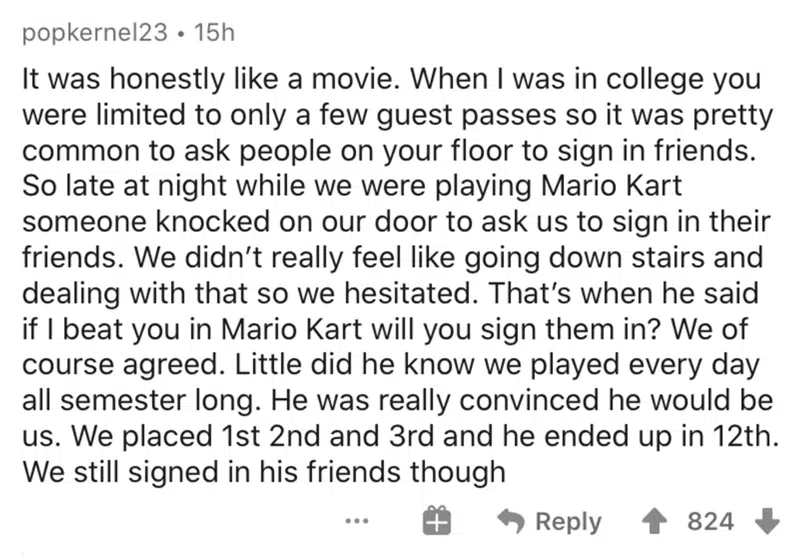 popkernel23 • 15h
It was honestly like a movie. When I was in college you
were limited to only a few guest passes so it was pretty
common to ask people on your floor to sign in friends.
So late at night while we were playing Mario Kart
someone knocked on our door to ask us to sign in their
friends. We didn't really feel like going down stairs and
dealing with that so we hesitated. That's when he said
if I beat you in Mario Kart will you sign them in? We of
course agreed. Little did he know we played every day
all semester long. He was really convinced he would be
us. We placed 1st 2nd and 3rd and he ended up in 12th.
We still signed in his friends though
... Reply 824